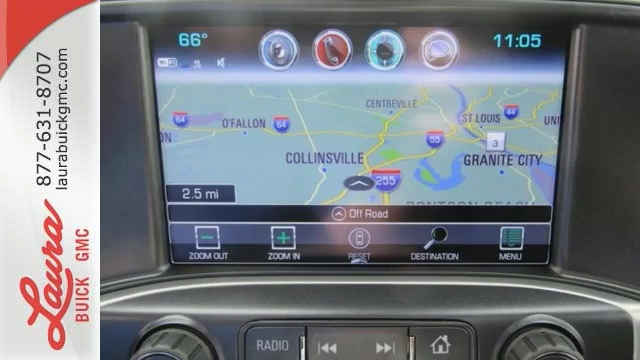 877-631-8707
laurabuickgmc.com
Laura
BUICK GMC
66°
11:05
64
O'FALLON
64
CENTREVILLE
ST LOUIS
44
55
3
COLLINSVILLE
GRANITE CITY
255
2.5 mi
Off Road
ZOOM OUT
ZOOM IN
RESET
DESTINATION
MENU
RADIO